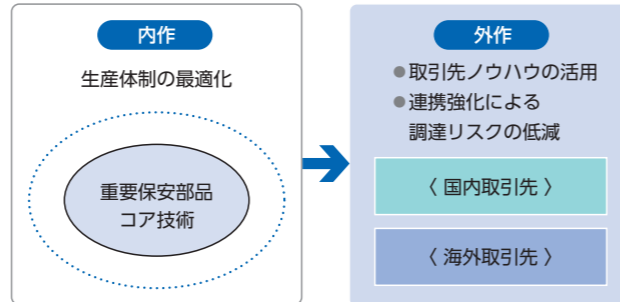 内作
生産体制の最適化
重要保安部品
コア技術
外作
●取引先ノウハウの活用
●連携強化による
調達リスクの低減
〈 国内取引先 〉
〈 海外取引先 〉